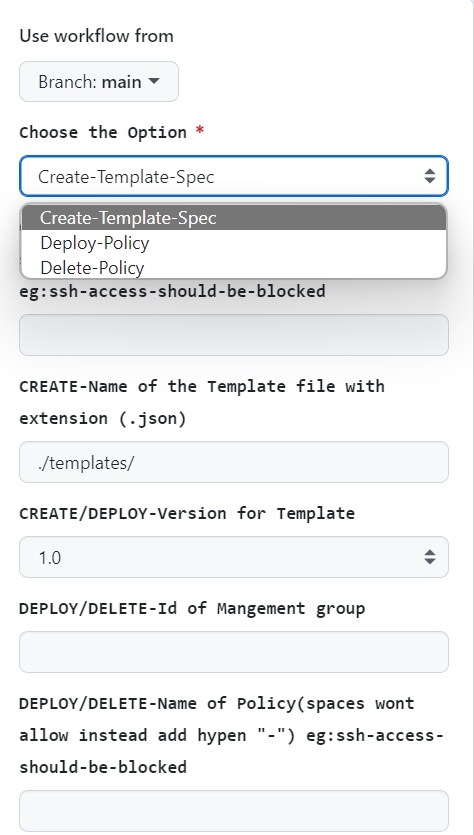 Use workflow from
Branch: main
Choose the Option *
Create-Template-Spec
Create-Template-Spec
Deploy-Policy
Delete-Policy
eg:ssh-access-should-be-blocked
CREATE-Name of the Template file with
extension (.json)
./templates/
CREATE/DEPLOY-Version for Template
1.0
DEPLOY/DELETE-Id of Mangement group
DEPLOY/DELETE-Name of Policy(spaces wont
allow instead add hypen "-") eg:ssh-access-
should-be-blocked